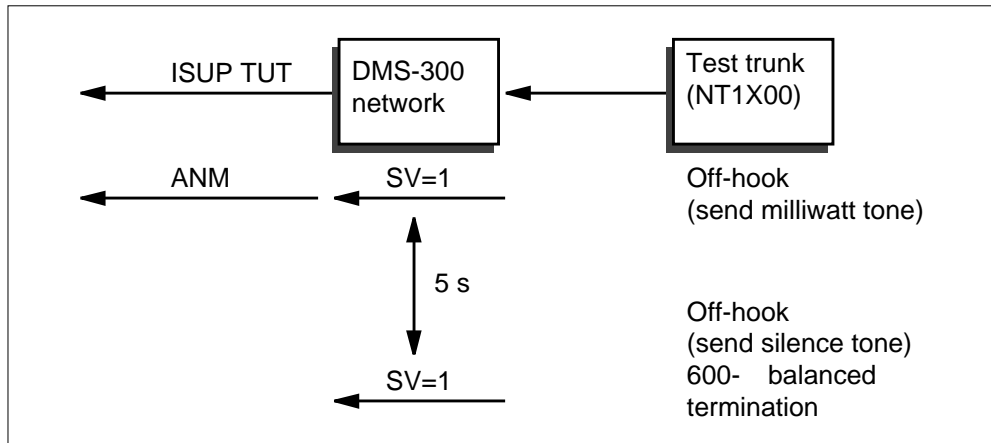 ISUP TUT
DMS-300
network
Test trunk
(NT1X00)
ANM
SV=1
Off-hook
(send milliwatt tone)
5 s
Off-hook
(send silence tone)
600- balanced
termination
SV=1